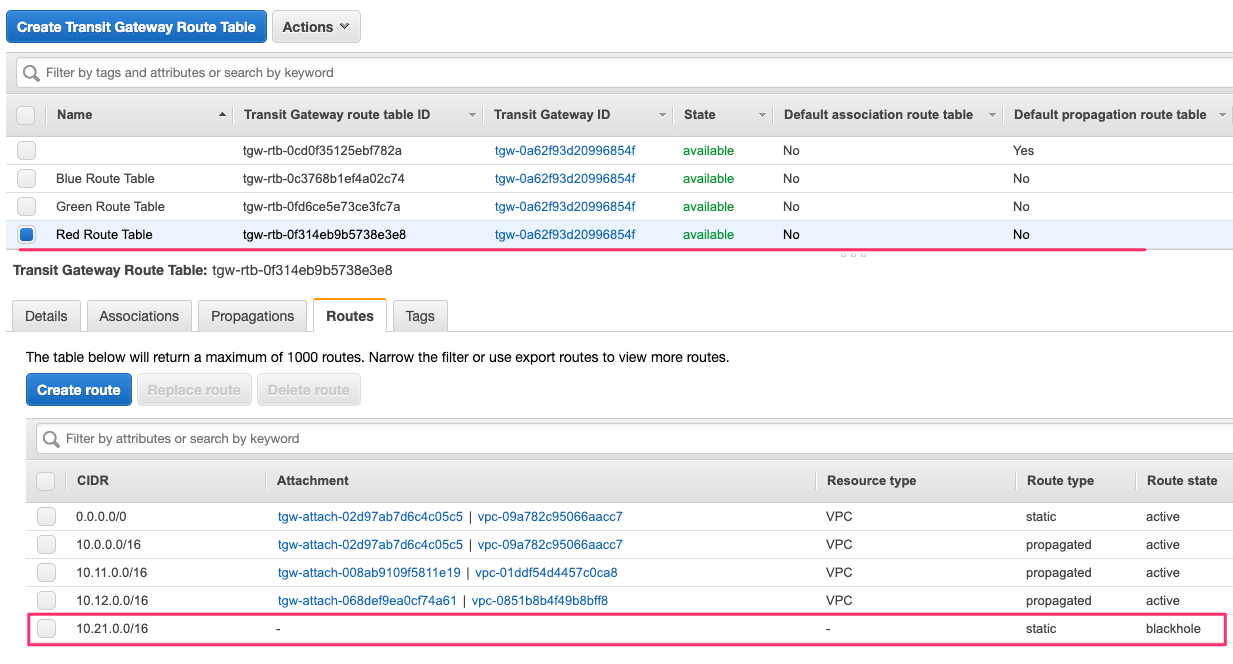 Create Transit Gateway Route Table Actions
Filter by tags and attributes or search by keyword
Name Transit Gateway route table ID Transit Gateway ID State Default association route table Default propagation route table
tgw-rtb-0cd0f35125ebf782a tgw-0a62f93d20996854f available No Yes
Blue Route Table tgw-rtb-0c3768b1ef4a02c74 tgw-0a62f93d20996854f available No No
Green Route Table tgw-rtb-0fd6ce5e73ce3fc7a tgw-0a62f93d20996854f available No No
Red Route Table tgw-rtb-0f314eb9b5738e3e8 tgw-0a62f93d20996854f available No No
Transit Gateway Route Table: tgw-rtb-0f314eb9b5738e3e8
Details Associations Propagations Routes Tags
The table below will return a maximum of 1000 routes. Narrow the filter or use export routes to view more routes.
Create route Replace route Delete route
Filter by attributes or search by keyword
CIDR Attachment Resource type Route type Route state
0.0.0.0/0 tgw-attach-02d97ab7d6c4c05c5 | vpc-09a782c95066aacc7 VPC static active
10.0.0.0/16 tgw-attach-02d97ab7d6c4c05c5 | vpc-09a782c95066aacc7 VPC propagated active
10.11.0.0/16 tgw-attach-008ab9109f5811e19 | vpc-01ddf54d4457c0ca8 VPC propagated active
10.12.0.0/16 tgw-attach-068def9ea0cf74a61 | vpc-0851b8b4f49b8bff8 VPC propagated active
10.21.0.0/16 - - static blackhole